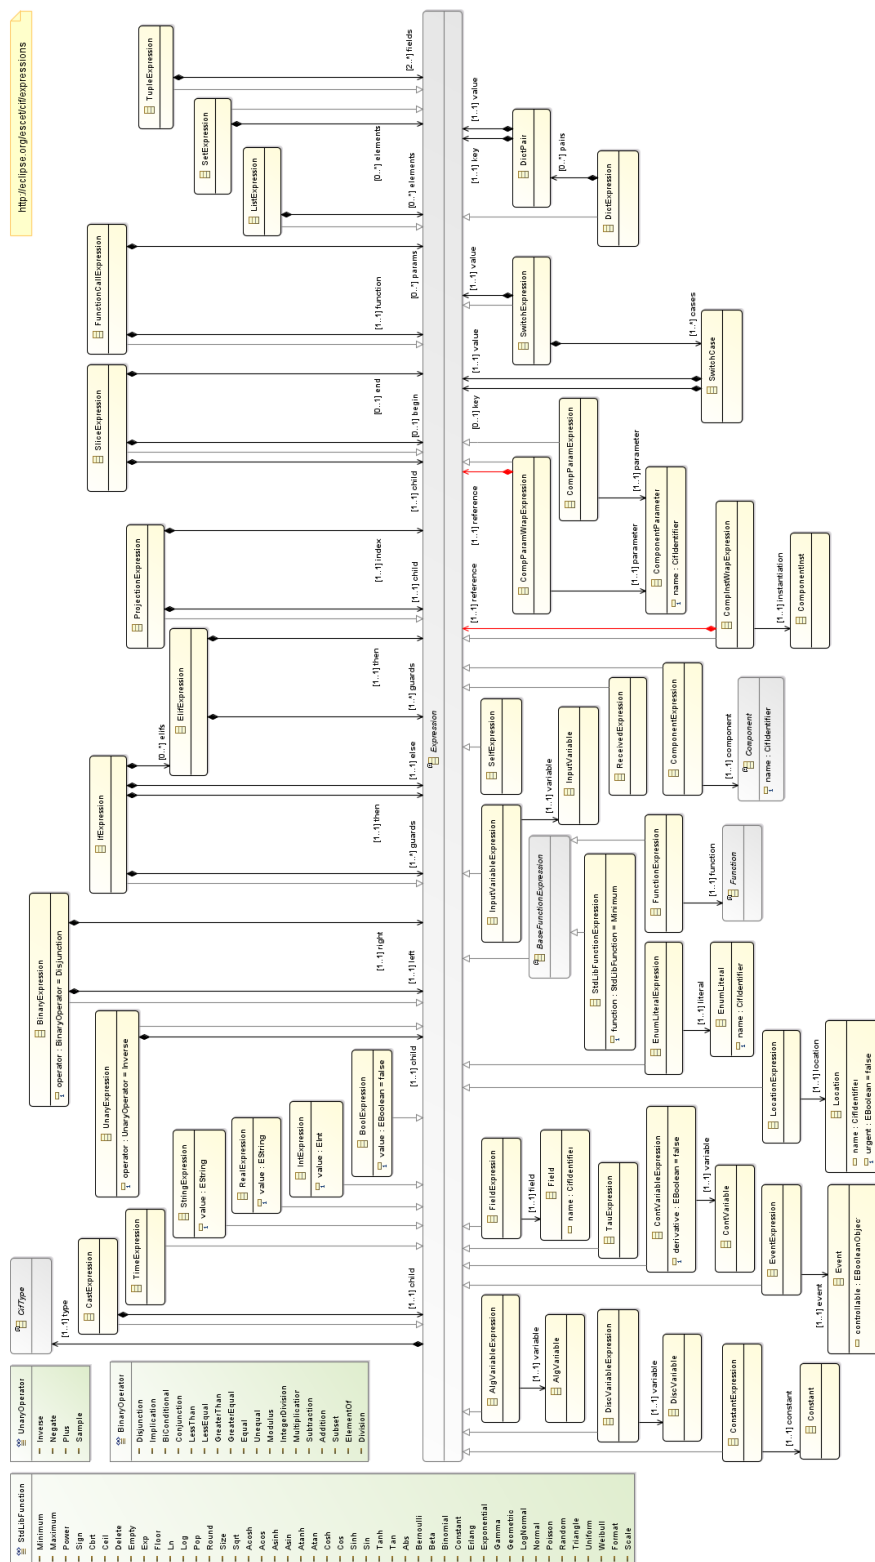 http://eclipse.org/escet/cif/expressions
StdLibFunction
Minimum
Maximum
Power
Sign
Cbrt
Ceil
Delete
Empty
Exp
Floor
Ln
Log
Pop
Round
Size
Sqrt
Acosh
Acos
Asinh
Asin
Atanh
Atan
Cosh
Cos
Sinh
Sin
Tanh
Tan
Abs
Bernoulli
Beta
Binomial
Constant
Erlang
Exponential
Gamma
Geometric
LogNormal
Normal
Poisson
Random
Triangle
Uniform
Weibull
Format
Scale
UnaryOperator
Inverse
Negate
Plus
Sample
BinaryOperator
Disjunction
Implication
BiConditional
Conjunction
LessThan
LessEqual
GreaterThan
GreaterEqual
Equal
Unequal
Modulus
IntegerDivision
Multiplication
Subtraction
Addition
Subset
ElementOf
Division
CifType
[1..1] type
CastExpression
[1..1] child
TimeExpression
StringExpression
value : EString
RealExpression
value : EString
IntExpression
value : EInt
BoolExpression
value : EBoolean = false
UnaryExpression
operator : UnaryOperator = Inverse
[1..1] child
BinaryExpression
operator : BinaryOperator = Disjunction
[1..1] left
[1..1] right
IfExpression
[1..*] guards
[1..1] then
[1..1] else
[0..*] elifs
ElifExpression
[1..*] guards
[1..1] then
ProjectionExpression
[1..1] child
[1..1] index
SliceExpression
[1..1] child
[0..1] begin
[0..1] end
FunctionCallExpression
[1..1] function
[0..*] params
ListExpression
[0..*] elements
SetExpression
[0..*] elements
TupleExpression
[2..*] fields
Expression
AlgVariableExpression
[1..1] variable
AlgVariable
DiscVariableExpression
[1..1] variable
DiscVariable
ConstantExpression
[1..1] constant
Constant
FieldExpression
[1..1] field
Field
name : CifIdentifier
TauExpression
ContVariableExpression
derivative : EBoolean = false
[1..1] variable
ContVariable
EventExpression
[1..1] event
Event
controllable : EBooleanObjec
LocationExpression
[1..1] location
Location
name : CifIdentifier
urgent : EBoolean = false
EnumLiteralExpression
[1..1] literal
EnumLiteral
name : CifIdentifier
InputVariableExpression
[1..1] variable
InputVariable
BaseFunctionExpression
StdLibFunctionExpression
function : StdLibFunction = Minimum
FunctionExpression
[1..1] function
Function
SelfExpression
ReceivedExpression
ComponentExpression
[1..1] component
Component
name : CifIdentifier
CompInstWrapExpression
[1..1] reference
[1..1] instantiation
ComponentInst
CompParamWrapExpression
[1..1] reference
[1..1] parameter
CompParamExpression
[1..1] parameter
ComponentParameter
name : CifIdentifier
SwitchExpression
[1..1] value
[1..*] cases
SwitchCase
[0..1] key
[1..1] value
DictPair
[1..1] key
[1..1] value
[0..*] pairs
DictExpression